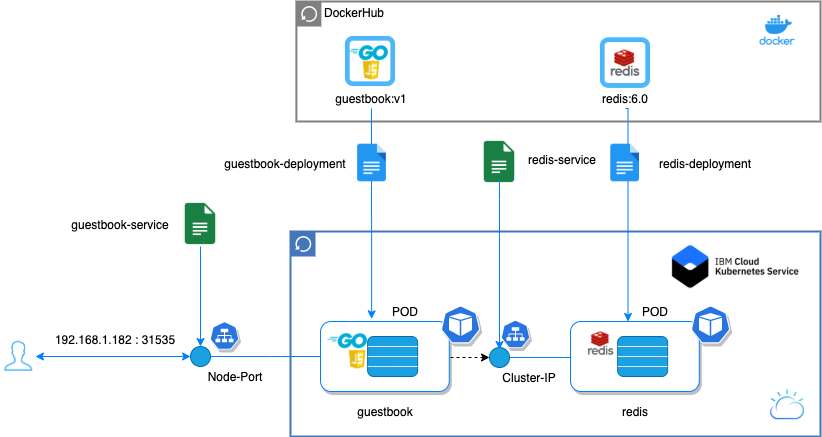 DockerHub
docker
GO
JS
redis
guestbook:v1
redis:6.0
guestbook-deployment
redis-service
redis-deployment
guestbook-service
IBM Cloud
Kubernetes Service
POD
POD
192.168.1.182 : 31535
GO
JS
redis
Node-Port
Cluster-IP
guestbook
redis